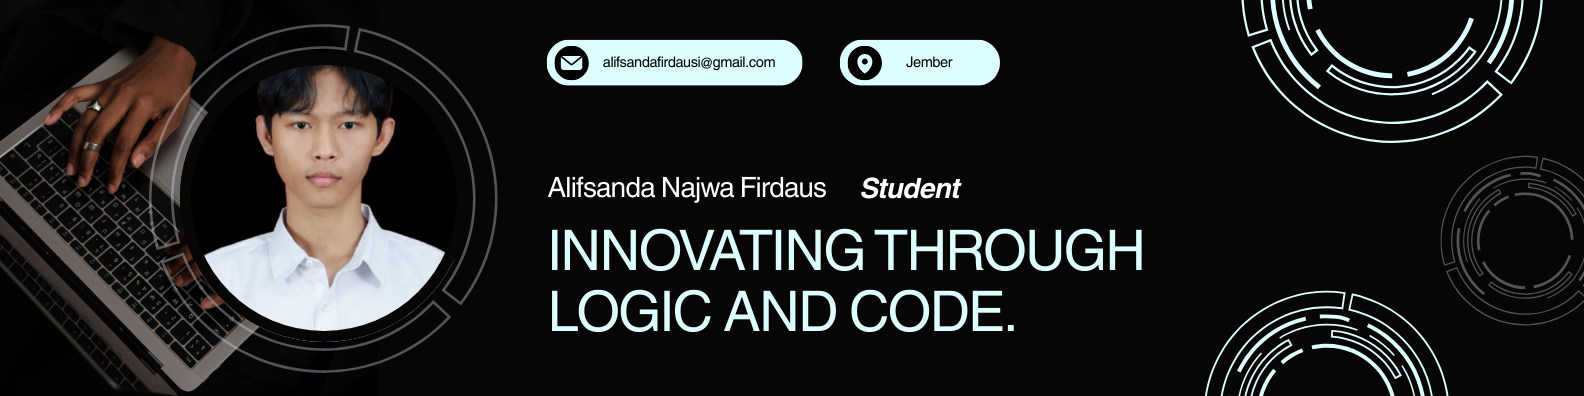 alifsandafirdausi@gmail.com
Jember
Alifsanda Najwa Firdaus
Student
INNOVATING THROUGH
LOGIC AND CODE.